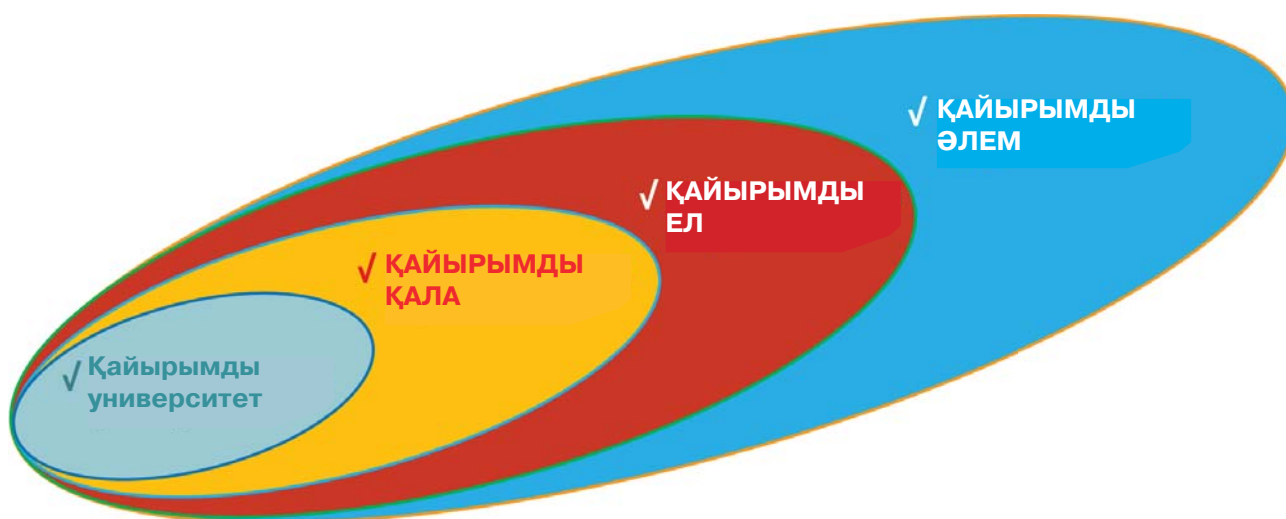 √ ҚАЙЫРЫМДЫ
ӘЛЕМ
√ ҚАЙЫРЫМДЫ
ЕЛ
√ ҚАЙЫРЫМДЫ
ҚАЛА
√ Қайырымды
университет